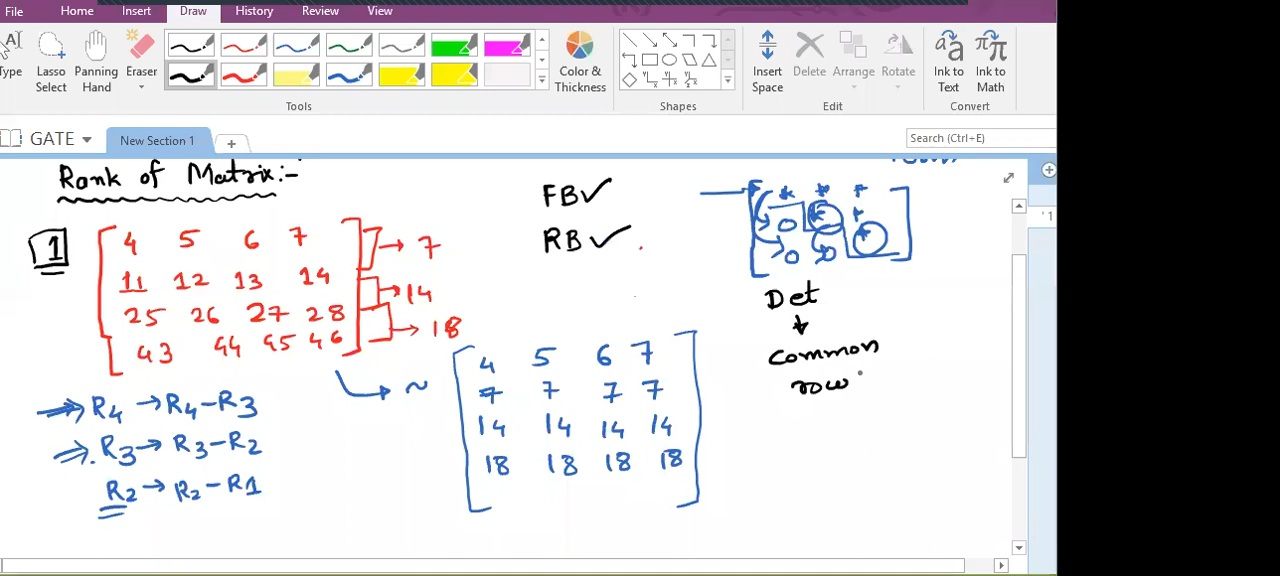 File Home Insert Draw History Review View
Type
Lasso Select
Panning Hand
Eraser
Color & Thickness
Insert Space
Delete
Arrange
Rotate
Ink to Text
Ink to Math
Tools
Shapes
Edit
Convert
GATE New Section 1 + Search (Ctrl+E)
Rank of Matrix:-
1
4 5 6 7 → 7
11 12 13 14 → 14
25 26 27 28 → 18
43 44 45 46
R4 → R4-R3
R3 → R3-R2
R2 → R2-R1
FB ✓
RB ✓
~
4 5 6 7
7 7 7 7
14 14 14 14
18 18 18 18
Det
common
row